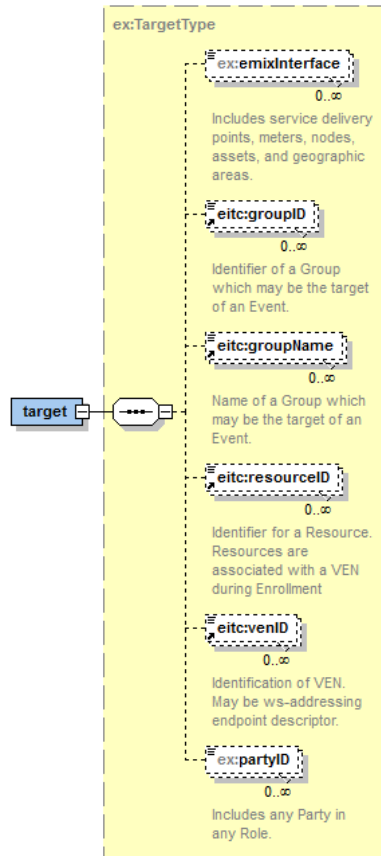 ex:TargetType
ex:emixInterface
0..∞
Includes service delivery
points, meters, nodes,
assets, and geographic
areas.
eitc:groupID
0..∞
Identifier of a Group
which may be the target
of an Event.
eitc:groupName
0..∞
Name of a Group which
may be the target of an
Event.
target
eitc:resourceID
0..∞
Identifier for a Resource.
Resources are
associated with a VEN
during Enrollment
eitc:venID
0..∞
Identification of VEN.
May be ws-addressing
endpoint descriptor.
ex:partyID
0..∞
Includes any Party in
any Role.